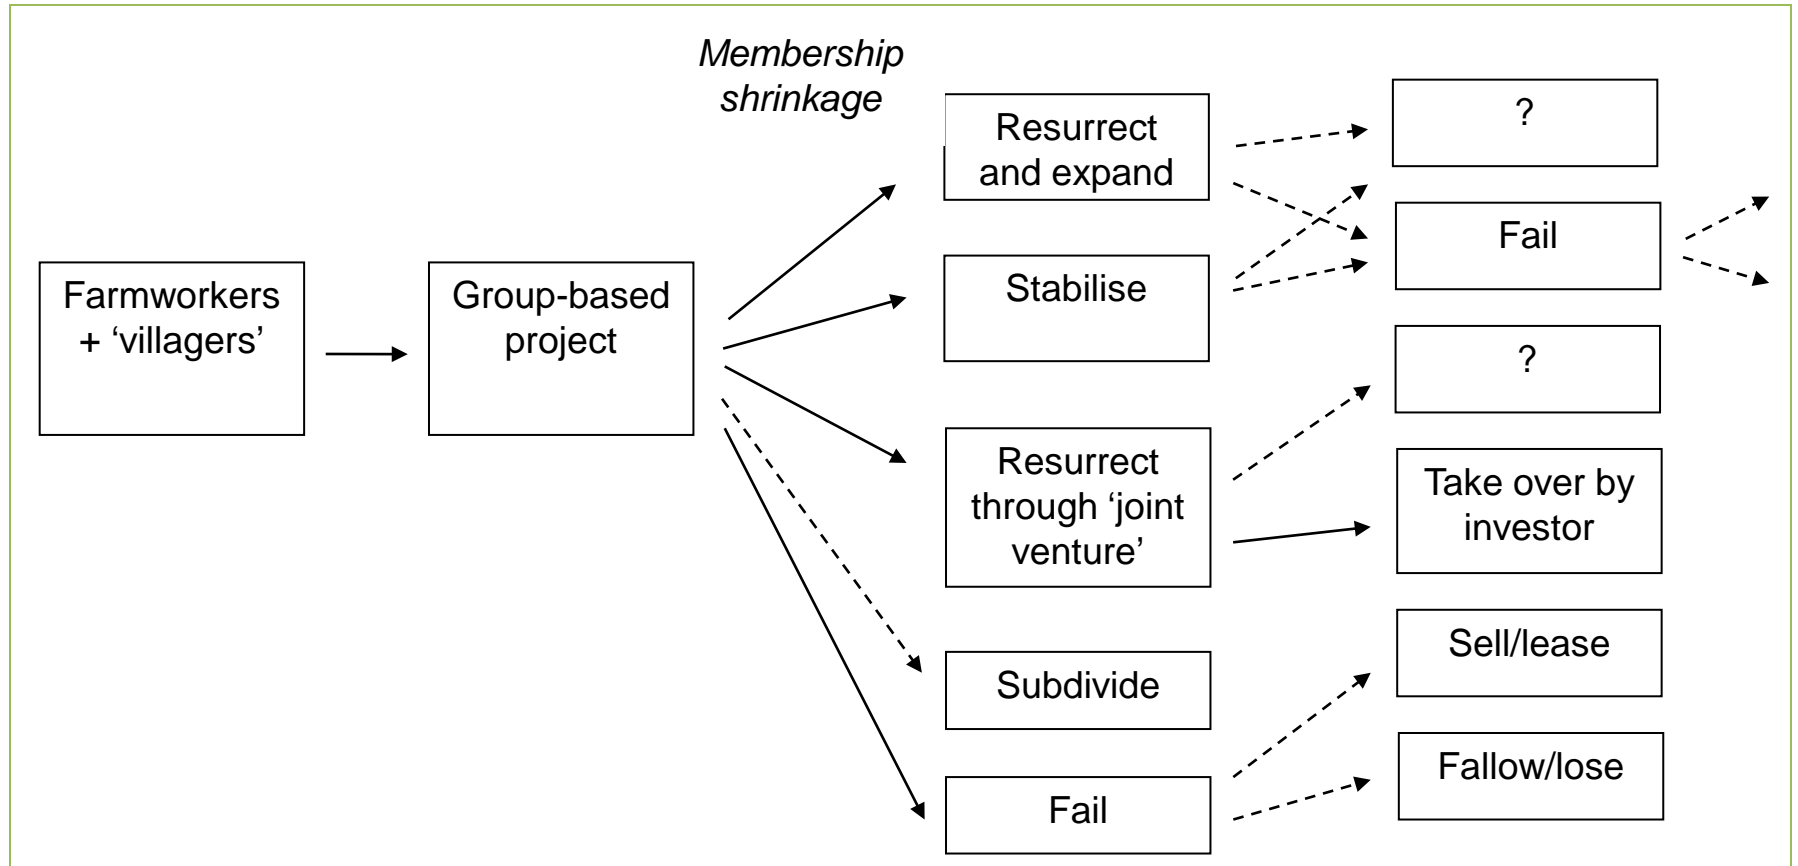 Membership
shrinkage
Farmworkers
+ ‘villagers’
Group-based
project
Resurrect
and expand
Stabilise
Resurrect
through ‘joint
venture’
Subdivide
Fail
?
Fail
?
Take over by
investor
Sell/lease
Fallow/lose